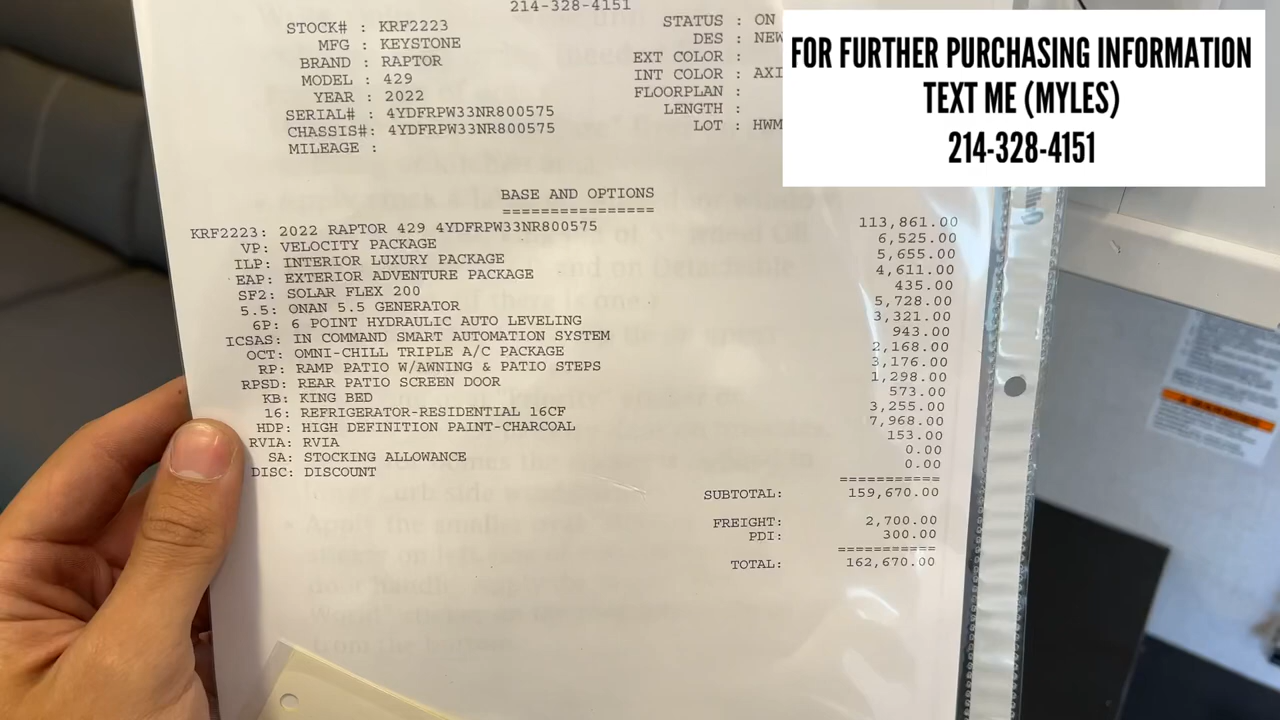 214-328-4151
STOCK# : KRF2223
MFG : KEYSTONE
BRAND : RAPTOR
MODEL : 429
YEAR : 2022
SERIAL# : 4YDFRPW33NR800575
CHASSIS#: 4YDFRPW33NR800575
MILEAGE :
STATUS : ON
DES : NEW
EXT COLOR :
INT COLOR : AXI
FLOORPLAN :
LENGTH :
LOT : HWM
FOR FURTHER PURCHASING INFORMATION
TEXT ME (MYLES)
214-328-4151
BASE AND OPTIONS
================
KRF2223: 2022 RAPTOR 429 4YDFRPW33NR800575 113,861.00
VP: VELOCITY PACKAGE 6,525.00
ILP: INTERIOR LUXURY PACKAGE 5,655.00
EAP: EXTERIOR ADVENTURE PACKAGE 4,611.00
SF2: SOLAR FLEX 200 435.00
5.5: ONAN 5.5 GENERATOR 5,728.00
6P: 6 POINT HYDRAULIC AUTO LEVELING 3,321.00
ICSAS: IN COMMAND SMART AUTOMATION SYSTEM 943.00
OCT: OMNI-CHILL TRIPLE A/C PACKAGE 2,168.00
RP: RAMP PATIO W/AWNING & PATIO STEPS 3,176.00
RPSD: REAR PATIO SCREEN DOOR 1,298.00
KB: KING BED 573.00
16: REFRIGERATOR-RESIDENTIAL 16CF 3,255.00
HDP: HIGH DEFINITION PAINT-CHARCOAL 7,968.00
RVIA: RVIA 153.00
SA: STOCKING ALLOWANCE 0.00
DISC: DISCOUNT 0.00
===========
SUBTOTAL: 159,670.00
FREIGHT: 2,700.00
PDI: 300.00
===========
TOTAL: 162,670.00